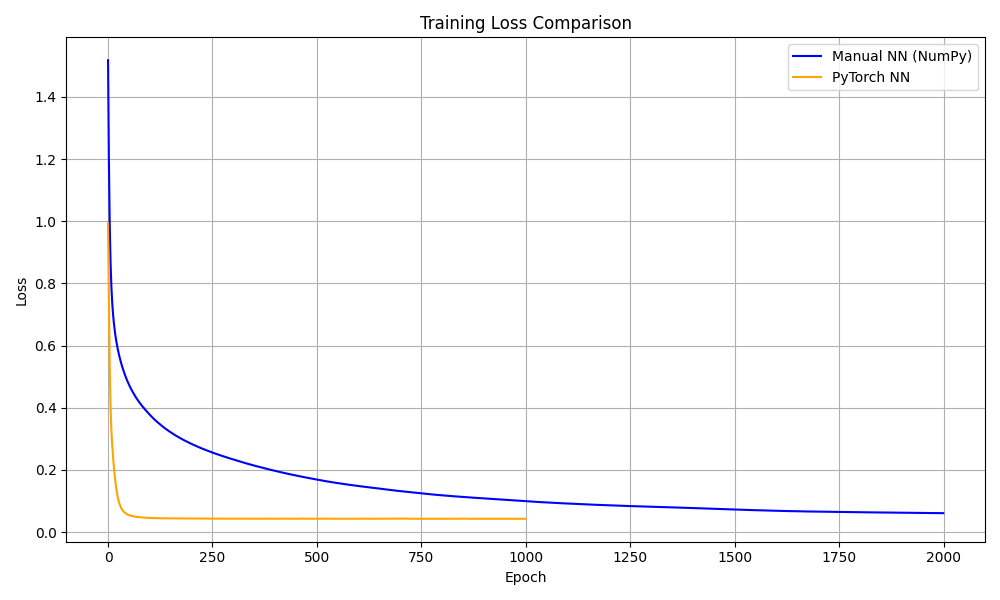 Training Loss Comparison
Manual NN (NumPy)
PyTorch NN
Loss
1.4
1.2
1.0
0.8
0.6
0.4
0.2
0.0
0 250 500 750 1000 1250 1500 1750 2000
Epoch